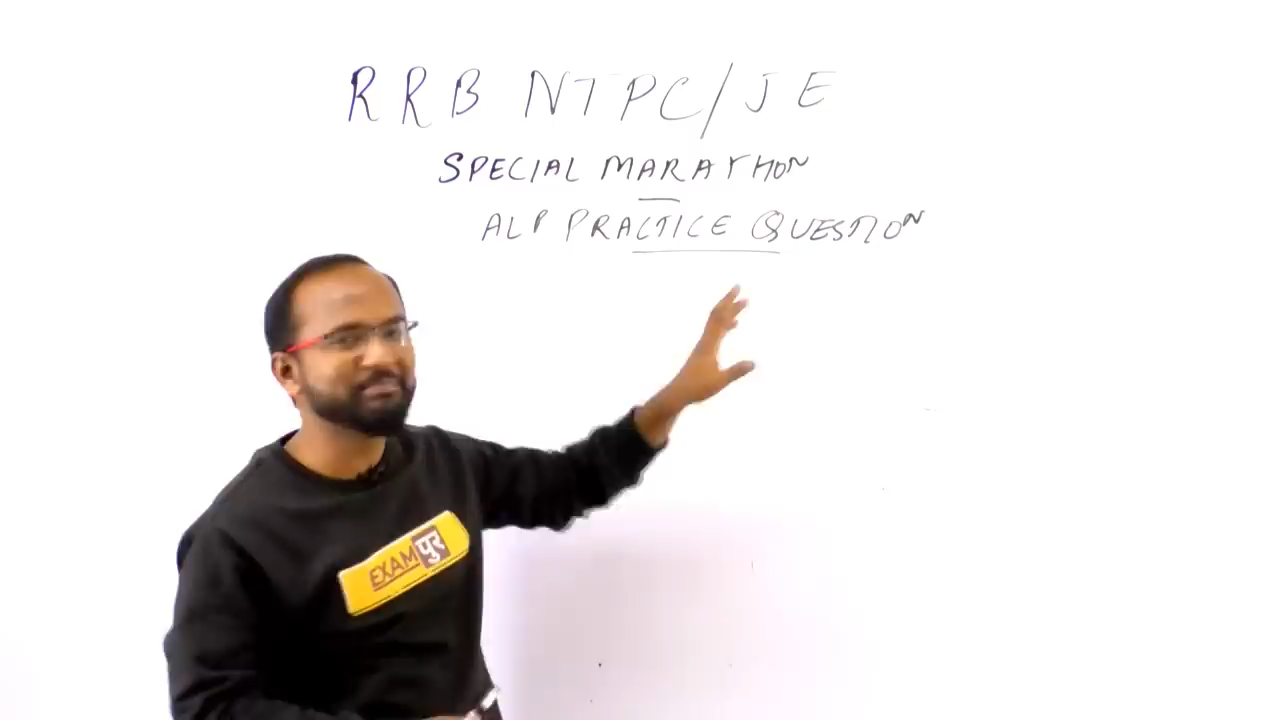 RRB NTPC/JE
SPECIAL MARATHON
ALP PRACTICE QUESTION
EXAMपुर